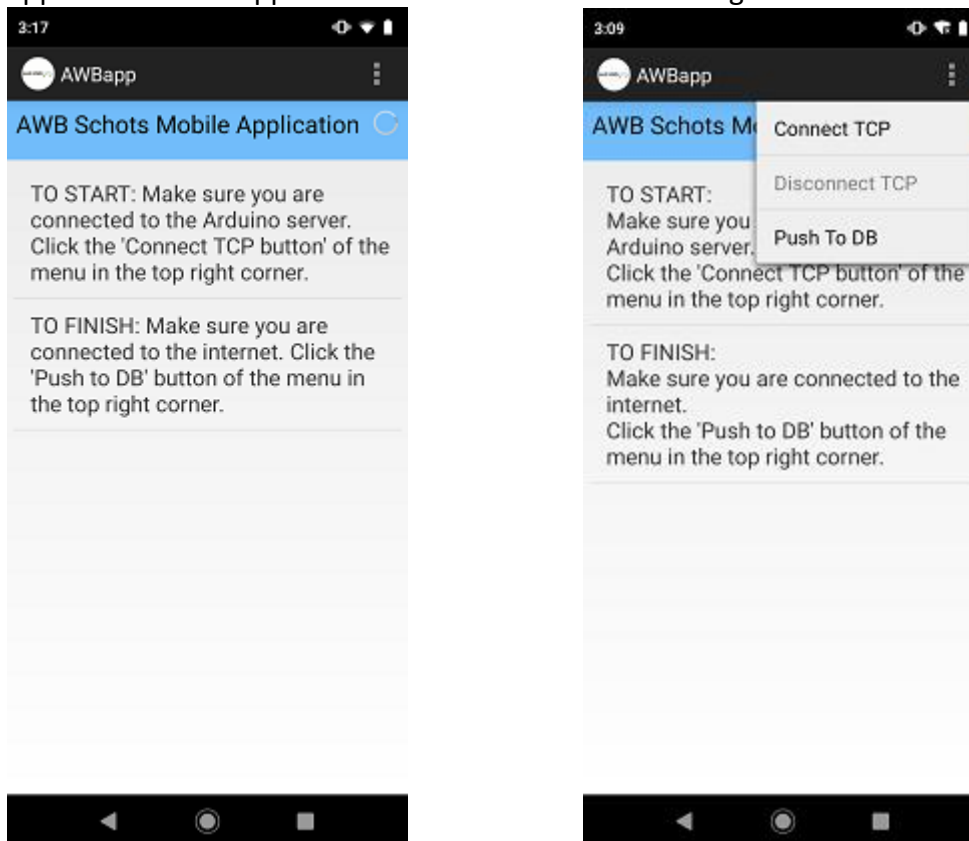 3:17
AWBapp
AWB Schots Mobile Application
TO START: Make sure you are
connected to the Arduino server.
Click the 'Connect TCP button' of the
menu in the top right corner.
TO FINISH: Make sure you are
connected to the internet. Click the
'Push to DB' button of the menu in
the top right corner.
3:09
AWBapp
AWB Schots
Connect TCP
Disconnect TCP
Push To DB
TO START:
Make sure you
Arduino server.
Click the 'Connect TCP button' of the
menu in the top right corner.
TO FINISH:
Make sure you are connected to the
internet.
Click the 'Push to DB' button of the
menu in the top right corner.